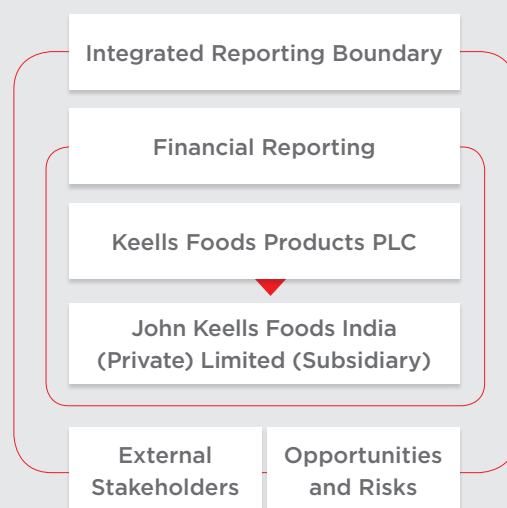 Integrated Reporting Boundary
Financial Reporting
Keells Foods Products PLC
John Keells Foods India
(Private) Limited (Subsidiary)
External
Stakeholders
Opportunities
and Risks